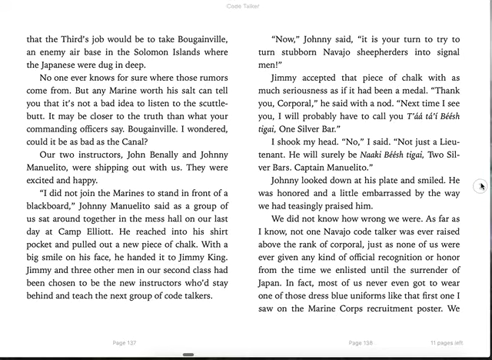 Code Talker
that the Third's job would be to take Bougainville,
an enemy air base in the Solomon Islands where
the Japanese were dug in deep.
No one ever knows for sure where those rumors
come from. But any Marine worth his salt can tell
you that it's not a bad idea to listen to the scuttle-
butt. It may be closer to the truth than what your
commanding officers say. Bougainville. I wondered,
could it be as bad as the Canal?
Our two instructors, John Benally and Johnny
Manuelito, were shipping out with us. They were
excited and happy.
"I did not join the Marines to stand in front of a
blackboard," Johnny Manuelito said as a group of
us sat around together in the mess hall on our last
day at Camp Elliott. He reached into his shirt
pocket and pulled out a new piece of chalk. With a
big smile on his face, he handed it to Jimmy King.
Jimmy and three other men in our second class had
been chosen to be the new instructors who'd stay
behind and teach the next group of code talkers.
Page 137
"Now," Johnny said, "it is your turn to try to
turn stubborn Navajo sheepherders into signal
men!"
Jimmy accepted that piece of chalk with as
much seriousness as if it had been a medal. "Thank
you, Corporal," he said with a nod. "Next time I see
you, I will probably have to call you T'áá tá'í Béésh
tigai, One Silver Bar."
I shook my head. "No," I said. "Not just a Lieu-
tenant. He will surely be Naaki Béésh tigai, Two Sil-
ver Bars. Captain Manuelito."
Johnny looked down at his plate and smiled. He
was honored and a little embarrassed by the way
we had teasingly praised him.
We did not know how wrong we were. As far as
I know, not one Navajo code talker was ever raised
above the rank of corporal, just as none of us were
ever given any kind of official recognition or honor
from the time we enlisted until the surrender of
Japan. In fact, most of us never even got to wear
one of those dress blue uniforms like that first one I
saw on the Marine Corps recruitment poster. We
Page 138
11 pages left